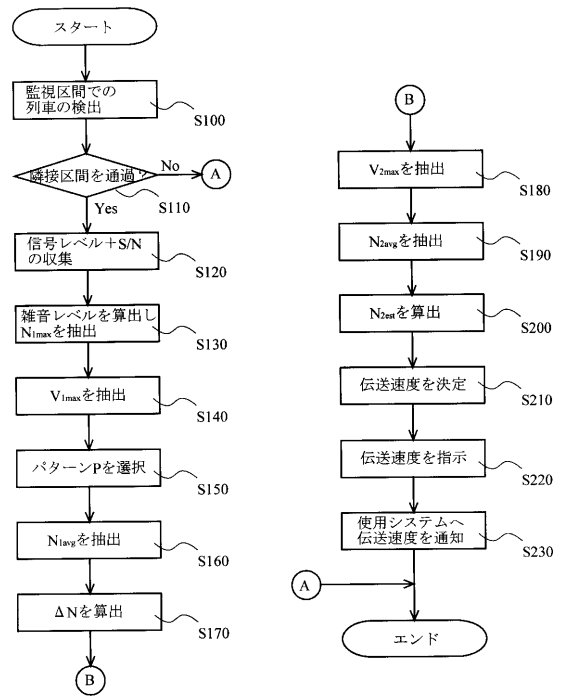 スタート
監視区間での
列車の検出
S100
隣接区間を通過?
No
A
S110
Yes
信号レベル+S/N
の収集
S120
雑音レベルを算出し
N1maxを抽出
S130
V1maxを抽出
S140
パターンPを選択
S150
N1avgを抽出
S160
ΔNを算出
S170
B
B
V2maxを抽出
S180
N2avgを抽出
S190
N2estを算出
S200
伝送速度を決定
S210
伝送速度を指示
S220
使用システムへ
伝送速度を通知
S230
A
エンド